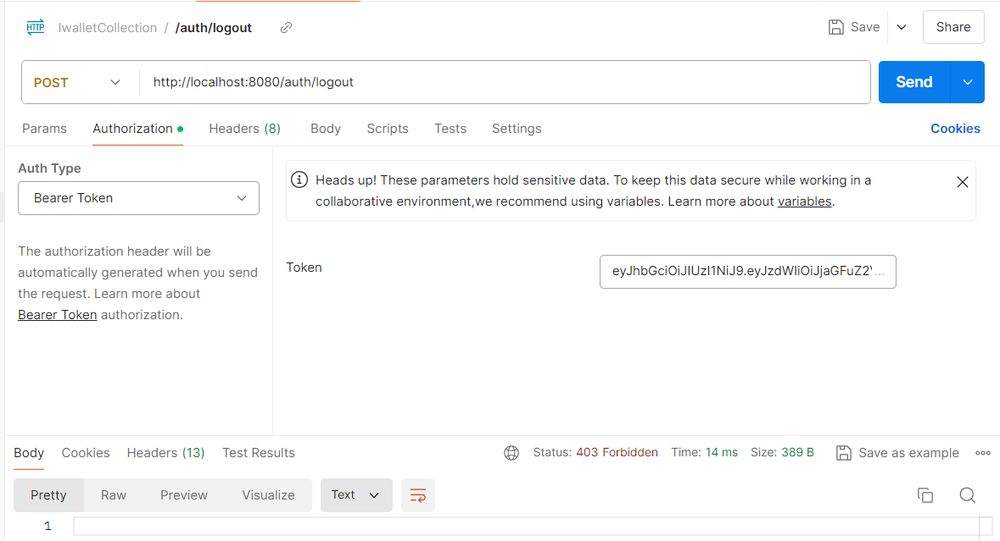 HTTP IwalletCollection / /auth/logout Save Share
POST http://localhost:8080/auth/logout Send
Params Authorization Headers (8) Body Scripts Tests Settings Cookies
Auth Type
Bearer Token
The authorization header will be
automatically generated when you send
the request. Learn more about
Bearer Token authorization.
Heads up! These parameters hold sensitive data. To keep this data secure while working in a
collaborative environment,we recommend using variables. Learn more about variables.
Token eyJhbGciOiJIUzI1NiJ9.eyJzdWIiOiJjaGFuZ2Y...
Body Cookies Headers (13) Test Results Status: 403 Forbidden Time: 14 ms Size: 389 B Save as example
Pretty Raw Preview Visualize Text
1